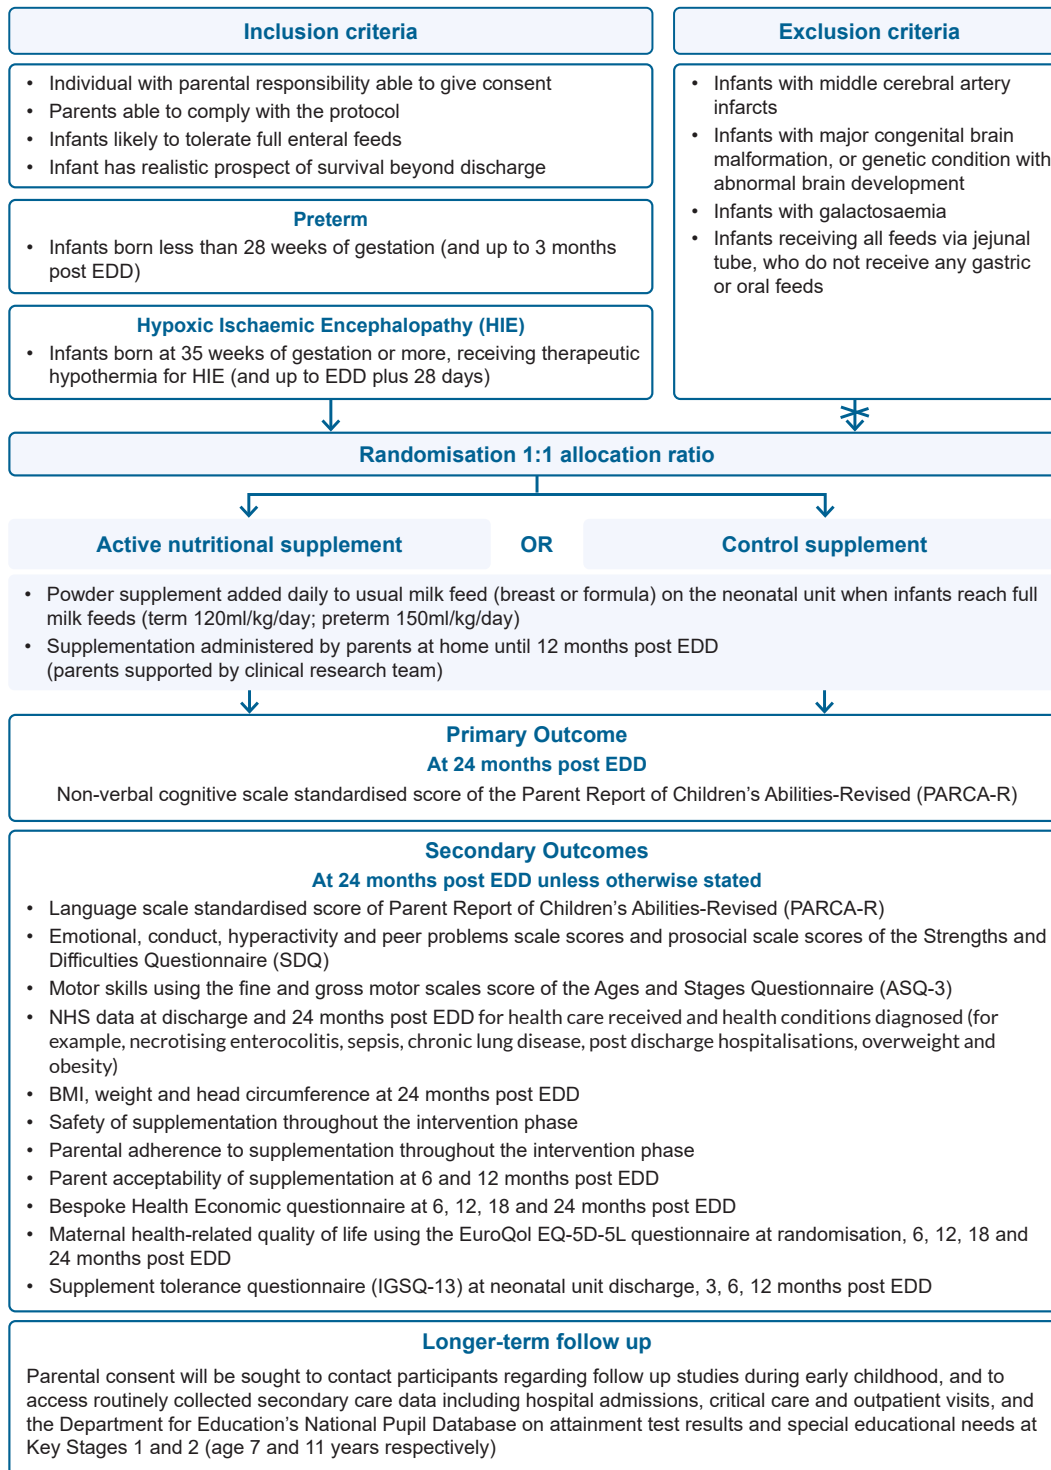 Inclusion criteria
• Individual with parental responsibility able to give consent
• Parents able to comply with the protocol
• Infants likely to tolerate full enteral feeds
• Infant has realistic prospect of survival beyond discharge
Preterm
• Infants born less than 28 weeks of gestation (and up to 3 months
post EDD)
Hypoxic Ischaemic Encephalopathy (HIE)
• Infants born at 35 weeks of gestation or more, receiving therapeutic
hypothermia for HIE (and up to EDD plus 28 days)
Exclusion criteria
• Infants with middle cerebral artery
infarcts
• Infants with major congenital brain
malformation, or genetic condition with
abnormal brain development
• Infants with galactosaemia
• Infants receiving all feeds via jejunal
tube, who do not receive any gastric
or oral feeds
Randomisation 1:1 allocation ratio
Active nutritional supplement OR Control supplement
• Powder supplement added daily to usual milk feed (breast or formula) on the neonatal unit when infants reach full
milk feeds (term 120ml/kg/day; preterm 150ml/kg/day)
• Supplementation administered by parents at home until 12 months post EDD
(parents supported by clinical research team)
Primary Outcome
At 24 months post EDD
Non-verbal cognitive scale standardised score of the Parent Report of Children's Abilities-Revised (PARCA-R)
Secondary Outcomes
At 24 months post EDD unless otherwise stated
• Language scale standardised score of Parent Report of Children's Abilities-Revised (PARCA-R)
• Emotional, conduct, hyperactivity and peer problems scale scores and prosocial scale scores of the Strengths and
Difficulties Questionnaire (SDQ)
• Motor skills using the fine and gross motor scales score of the Ages and Stages Questionnaire (ASQ-3)
• NHS data at discharge and 24 months post EDD for health care received and health conditions diagnosed (for
example, necrotising enterocolitis, sepsis, chronic lung disease, post discharge hospitalisations, overweight and
obesity)
• BMI, weight and head circumference at 24 months post EDD
• Safety of supplementation throughout the intervention phase
• Parental adherence to supplementation throughout the intervention phase
• Parent acceptability of supplementation at 6 and 12 months post EDD
• Bespoke Health Economic questionnaire at 6, 12, 18 and 24 months post EDD
• Maternal health-related quality of life using the EuroQol EQ-5D-5L questionnaire at randomisation, 6, 12, 18 and
24 months post EDD
• Supplement tolerance questionnaire (IGSQ-13) at neonatal unit discharge, 3, 6, 12 months post EDD
Longer-term follow up
Parental consent will be sought to contact participants regarding follow up studies during early childhood, and to
access routinely collected secondary care data including hospital admissions, critical care and outpatient visits, and
the Department for Education's National Pupil Database on attainment test results and special educational needs at
Key Stages 1 and 2 (age 7 and 11 years respectively)